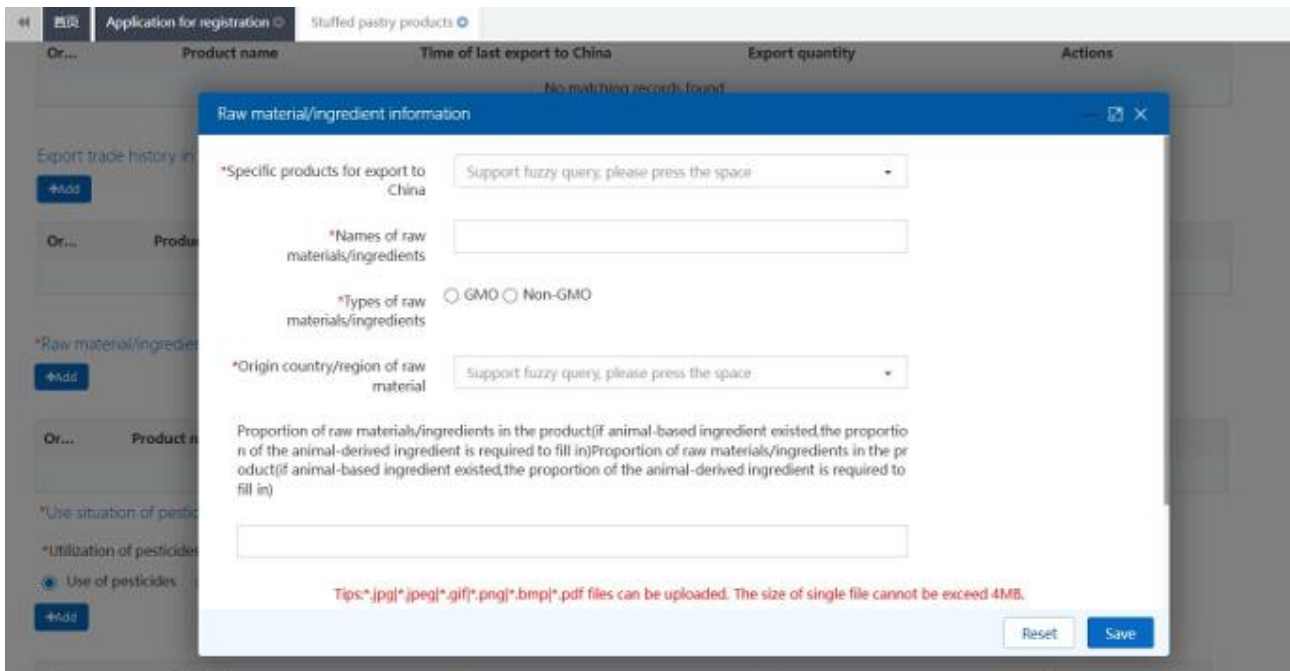 首页 Application for registration Stuffed pastry products
Or... Product name Time of last export to China Export quantity Actions
No matching records found
Raw material/ingredient information
Export trade history in
+Add
*Specific products for export to
China
Support fuzzy query, please press the space
Or... Produ
*Names of raw
materials/ingredients
*Types of raw
materials/ingredients
GMO Non-GMO
*Raw material/ingredie
+Add
*Origin country/region of raw
material
Support fuzzy query, please press the space
Or... Product n
Proportion of raw materials/ingredients in the product(if animal-based ingredient existed,the proportio
n of the animal-derived ingredient is required to fill in)Proportion of raw materials/ingredients in the pr
oduct(if animal-based ingredient existed,the proportion of the animal-derived ingredient is required to
fill in)
*Use situation of pestic
*Utilization of pesticides
Use of pesticides
+Add
Tips:*.jpg|*.jpeg|*.gif|*.png|*.bmp|*.pdf files can be uploaded. The size of single file cannot be exceed 4MB.
Reset Save